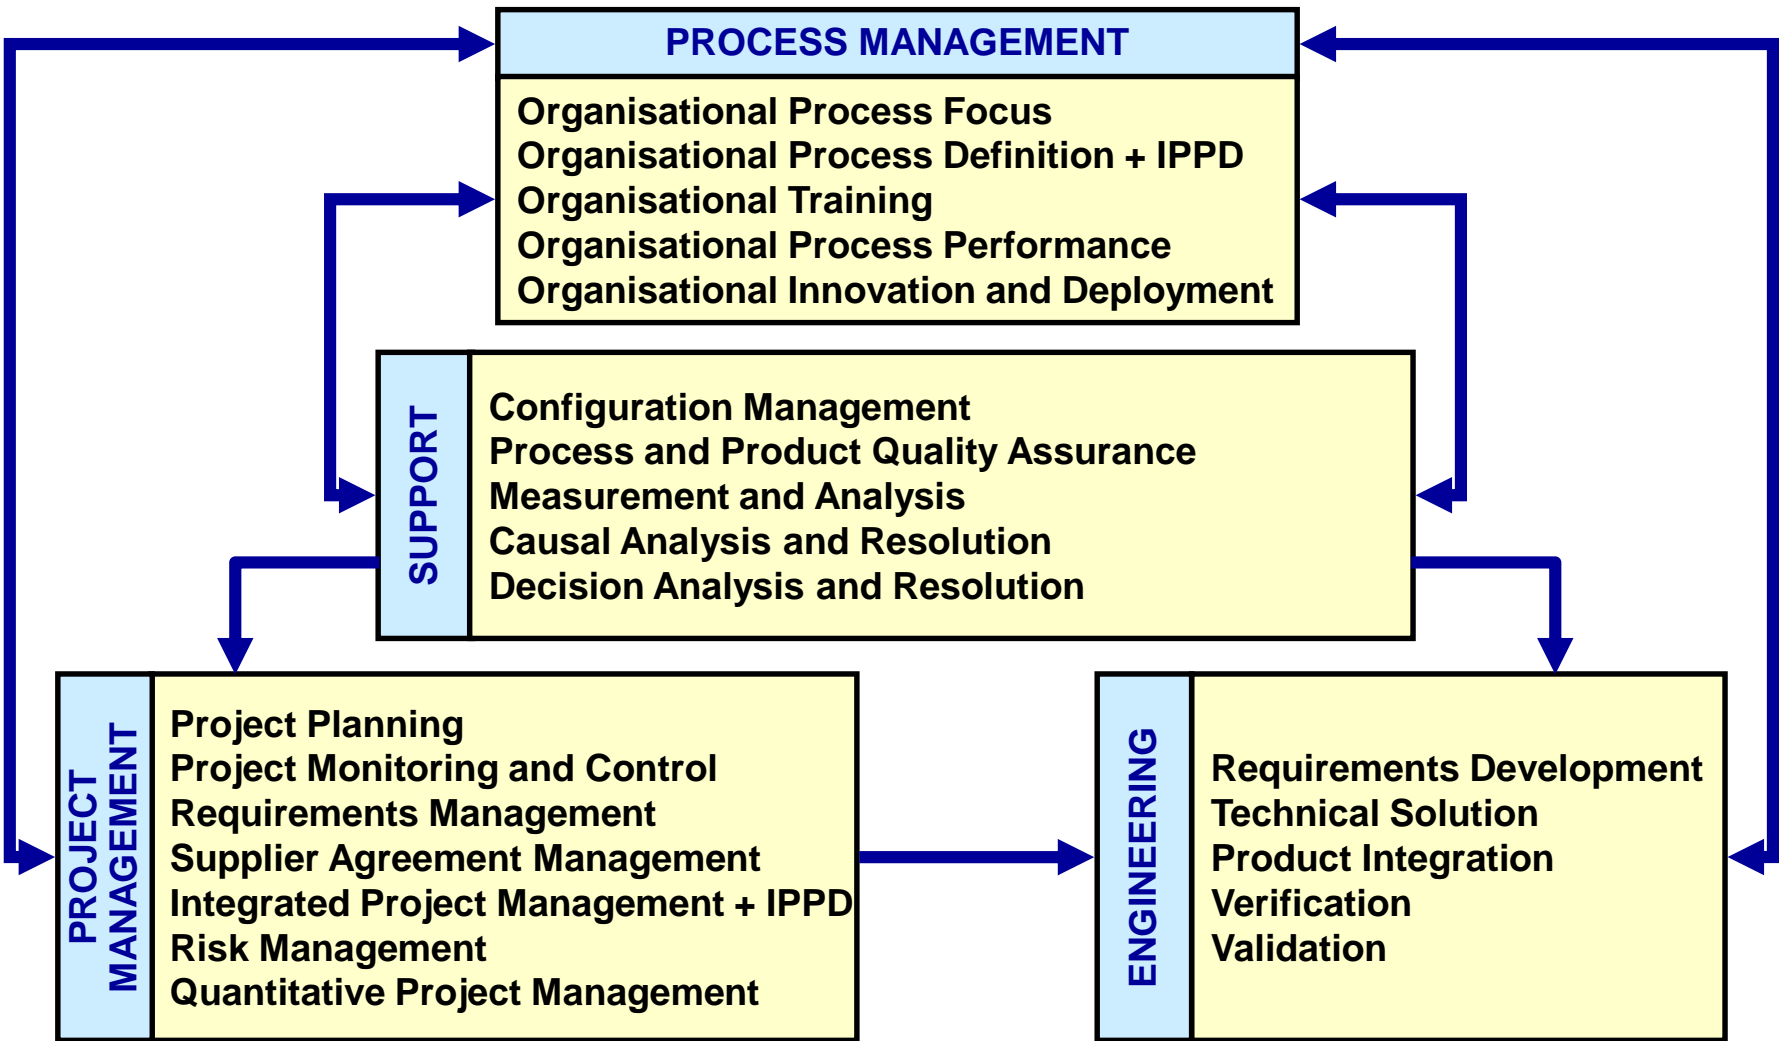 PROCESS MANAGEMENT
Organisational Process Focus
Organisational Process Definition + IPPD
Organisational Training
Organisational Process Performance
Organisational Innovation and Deployment
SUPPORT
Configuration Management
Process and Product Quality Assurance
Measurement and Analysis
Causal Analysis and Resolution
Decision Analysis and Resolution
PROJECT
MANAGEMENT
Project Planning
Project Monitoring and Control
Requirements Management
Supplier Agreement Management
Integrated Project Management + IPPD
Risk Management
Quantitative Project Management
ENGINEERING
Requirements Development
Technical Solution
Product Integration
Verification
Validation